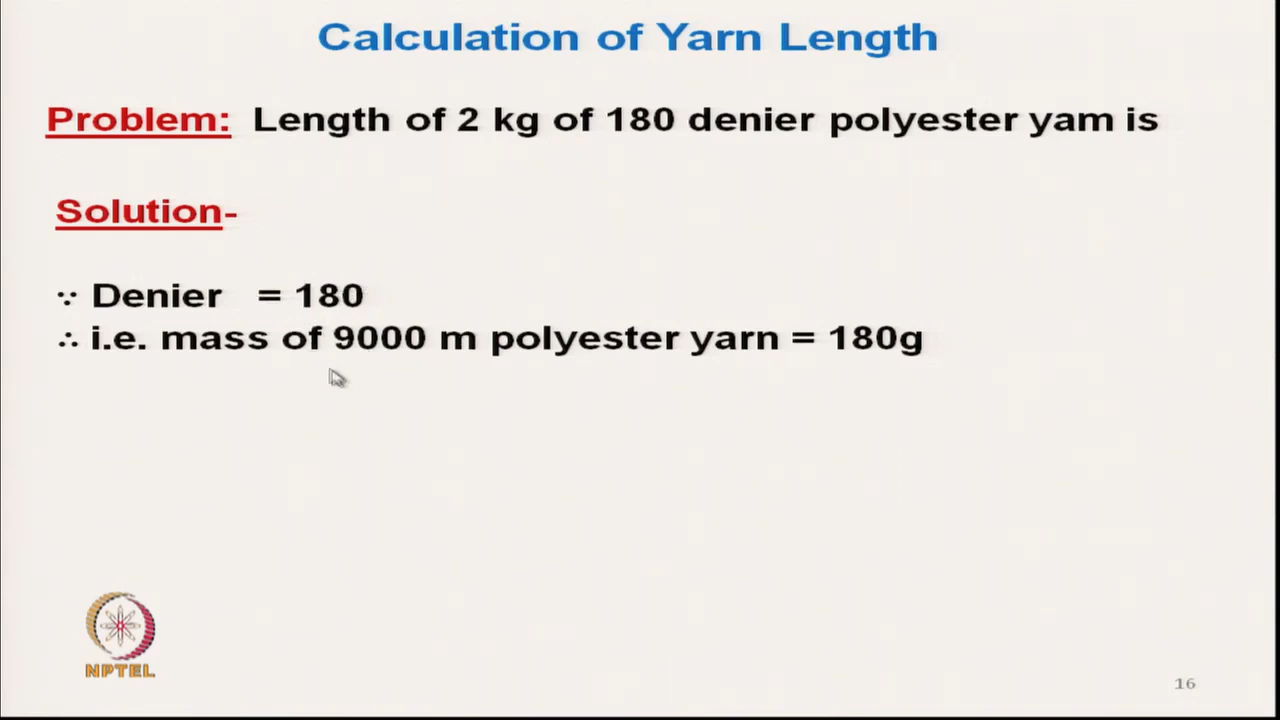 Calculation of Yarn Length
Problem: Length of 2 kg of 180 denier polyester yam is
Solution-
∵ Denier = 180
∴ i.e. mass of 9000 m polyester yarn = 180g
NPTEL
16